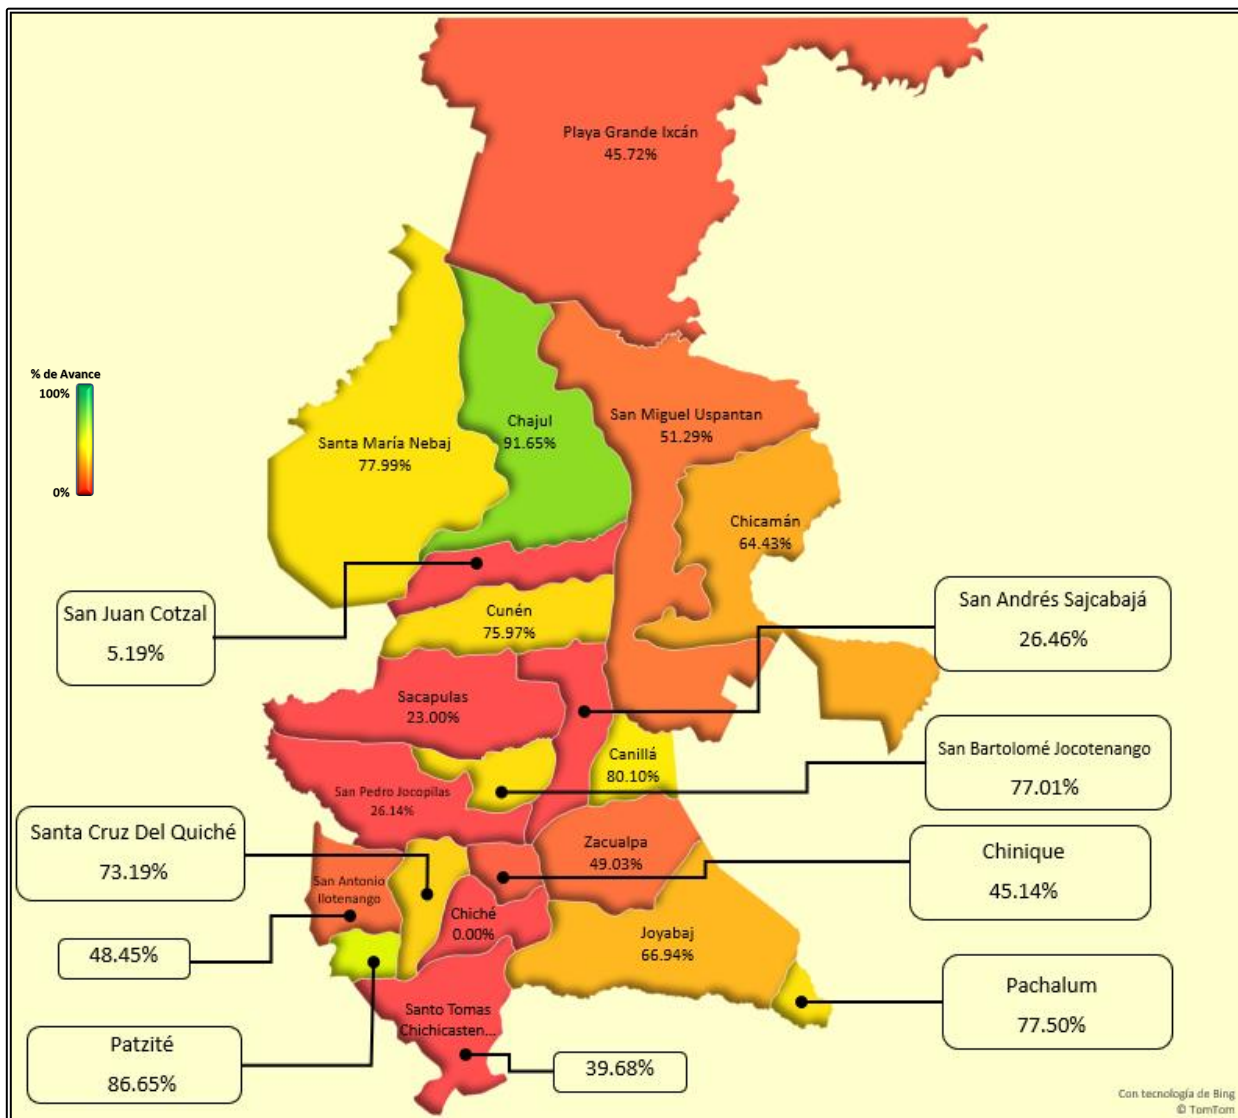 Playa Grande Ixcán
45.72%
% de Avance
100%
0%
Santa María Nebaj
77.99%
Chajul
91.65%
San Miguel Uspantan
51.29%
Chicamán
64.43%
San Juan Cotzal
5.19%
Cunén
75.97%
San Andrés Sajcabajá
26.46%
Sacapulas
23.00%
Canillá
80.10%
San Bartolomé Jocotenango
77.01%
San Pedro Jocopilas
26.14%
Santa Cruz Del Quiché
73.19%
Zacualpa
49.03%
Chinique
45.14%
San Antonio
Ilotenango
48.45%
Chiché
0.00%
Joyabaj
66.94%
Pachalum
77.50%
Santo Tomas
Chichicasten...
39.68%
Patzité
86.65%
Con tecnología de Bing
© TomTom